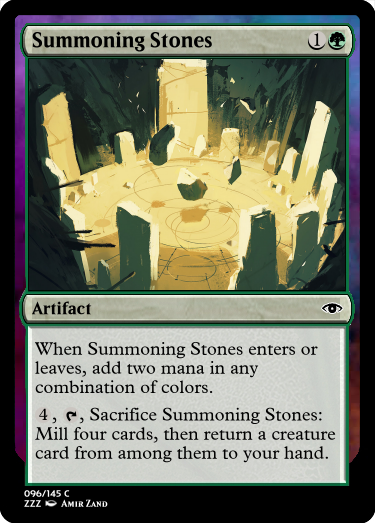 Summoning Stones 1
Artifact
When Summoning Stones enters or
leaves, add two mana in any
combination of colors.
4 , , Sacrifice Summoning Stones:
Mill four cards, then return a creature
card from among them to your hand.
096/145 C
ZZZ Amir Zand